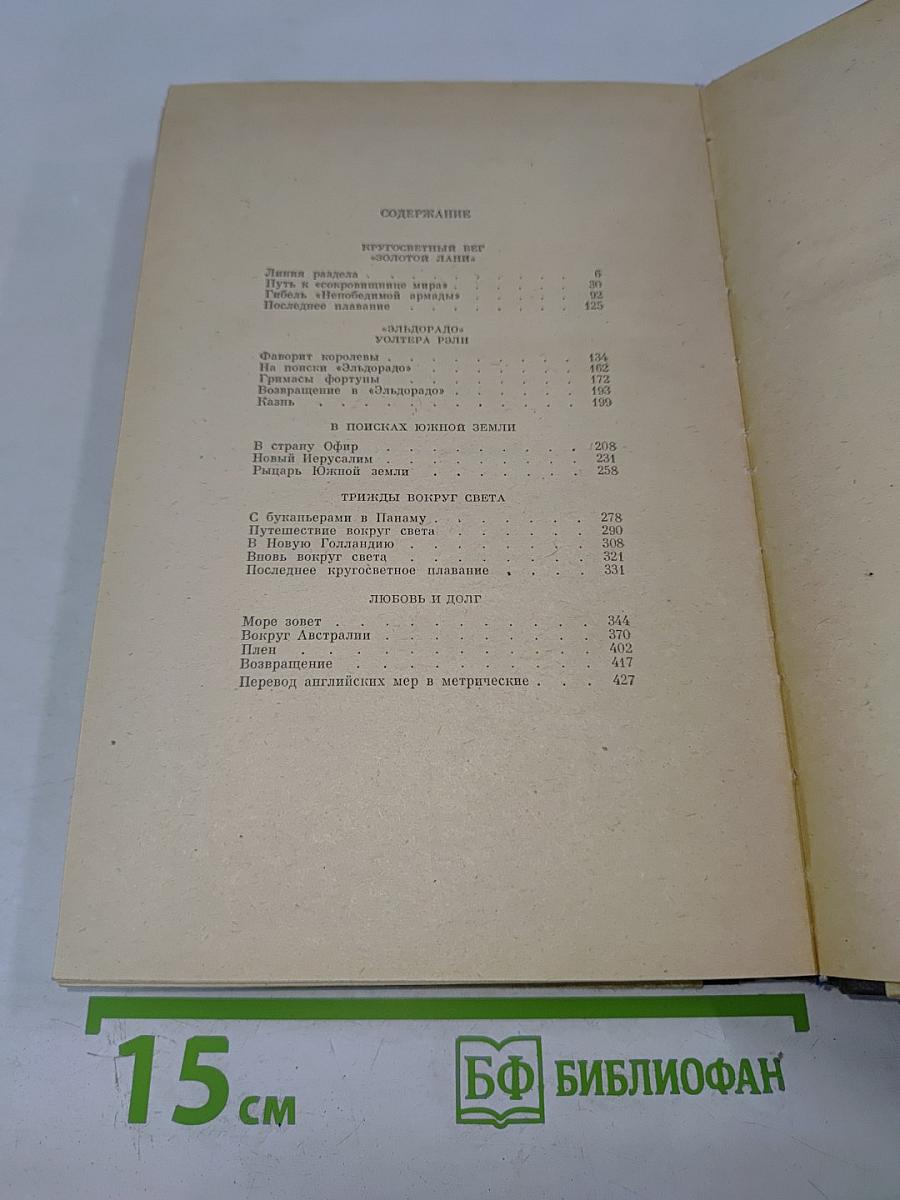 СОДЕРЖАНИЕ
КРУГОСВЕТНЫЙ БЕГ
«ЗОЛОТОЙ ЛАНИ»
Линия раздела . . . . . . . . . . 6
Путь к «сокровищнице мира» . . . . . 30
Гибель «Непобедимой армады» . . . . . 92
Последнее плавание . . . . . . . . 125
«ЭЛЬДОРАДО»
УОЛТЕРА РЭЛИ
Фаворит королевы . . . . . . . . . 134
На поиски «Эльдорадо» . . . . . . . 162
Гримасы фортуны . . . . . . . . 172
Возвращение в «Эльдорадо» . . . . . . 193
Казнь . . . . . . . . . . . 199
В ПОИСКАХ ЮЖНОЙ ЗЕМЛИ
В страну Офир . . . . . . . . . 208
Новый Иерусалим . . . . . . . . 231
Рыцарь Южной земли . . . . . . . 258
ТРИЖДЫ ВОКРУГ СВЕТА
С буканьерами в Панаму . . . . . . . 278
Путешествие вокруг света . . . . . . 290
В Новую Голландию . . . . . . . . 308
Вновь вокруг света . . . . . . . . 321
Последнее кругосветное плавание . . . . 331
ЛЮБОВЬ И ДОЛГ
Море зовет . . . . . . . . . . 344
Вокруг Австралии . . . . . . . . . 370
Плен . . . . . . . . . . . . 402
Возвращение . . . . . . . . . . 417
Перевод английских мер в метрические . . . 427
15 см
БФ БИБЛИОФАН